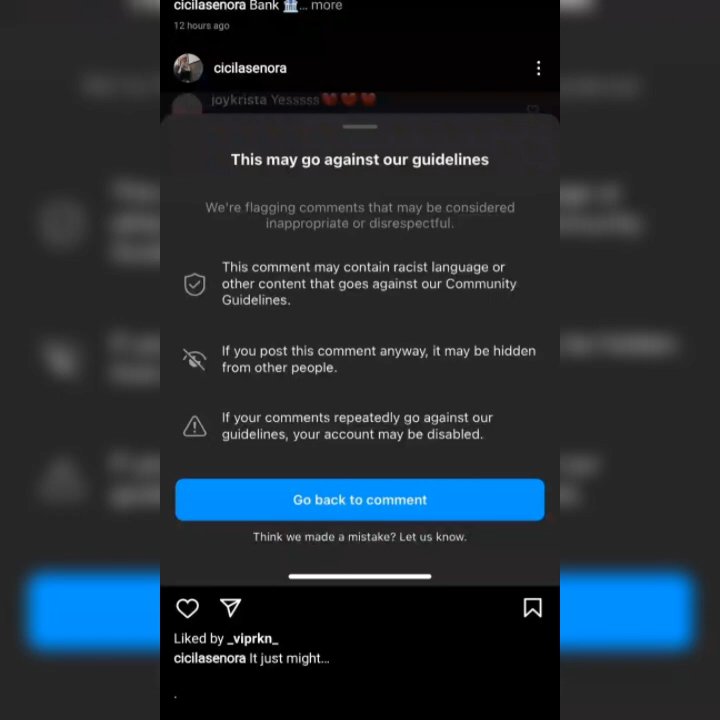 cicilasenora Bank 🏦... more
12 hours ago
cicilasenora
joykrista Yesssss❤️❤️❤️
This may go against our guidelines
We're flagging comments that may be considered
inappropriate or disrespectful.
This comment may contain racist language or
other content that goes against our Community
Guidelines.
If you post this comment anyway, it may be hidden
from other people.
If your comments repeatedly go against our
guidelines, your account may be disabled.
Go back to comment
Think we made a mistake? Let us know.
Liked by _viprkn_
cicilasenora It just might...
.